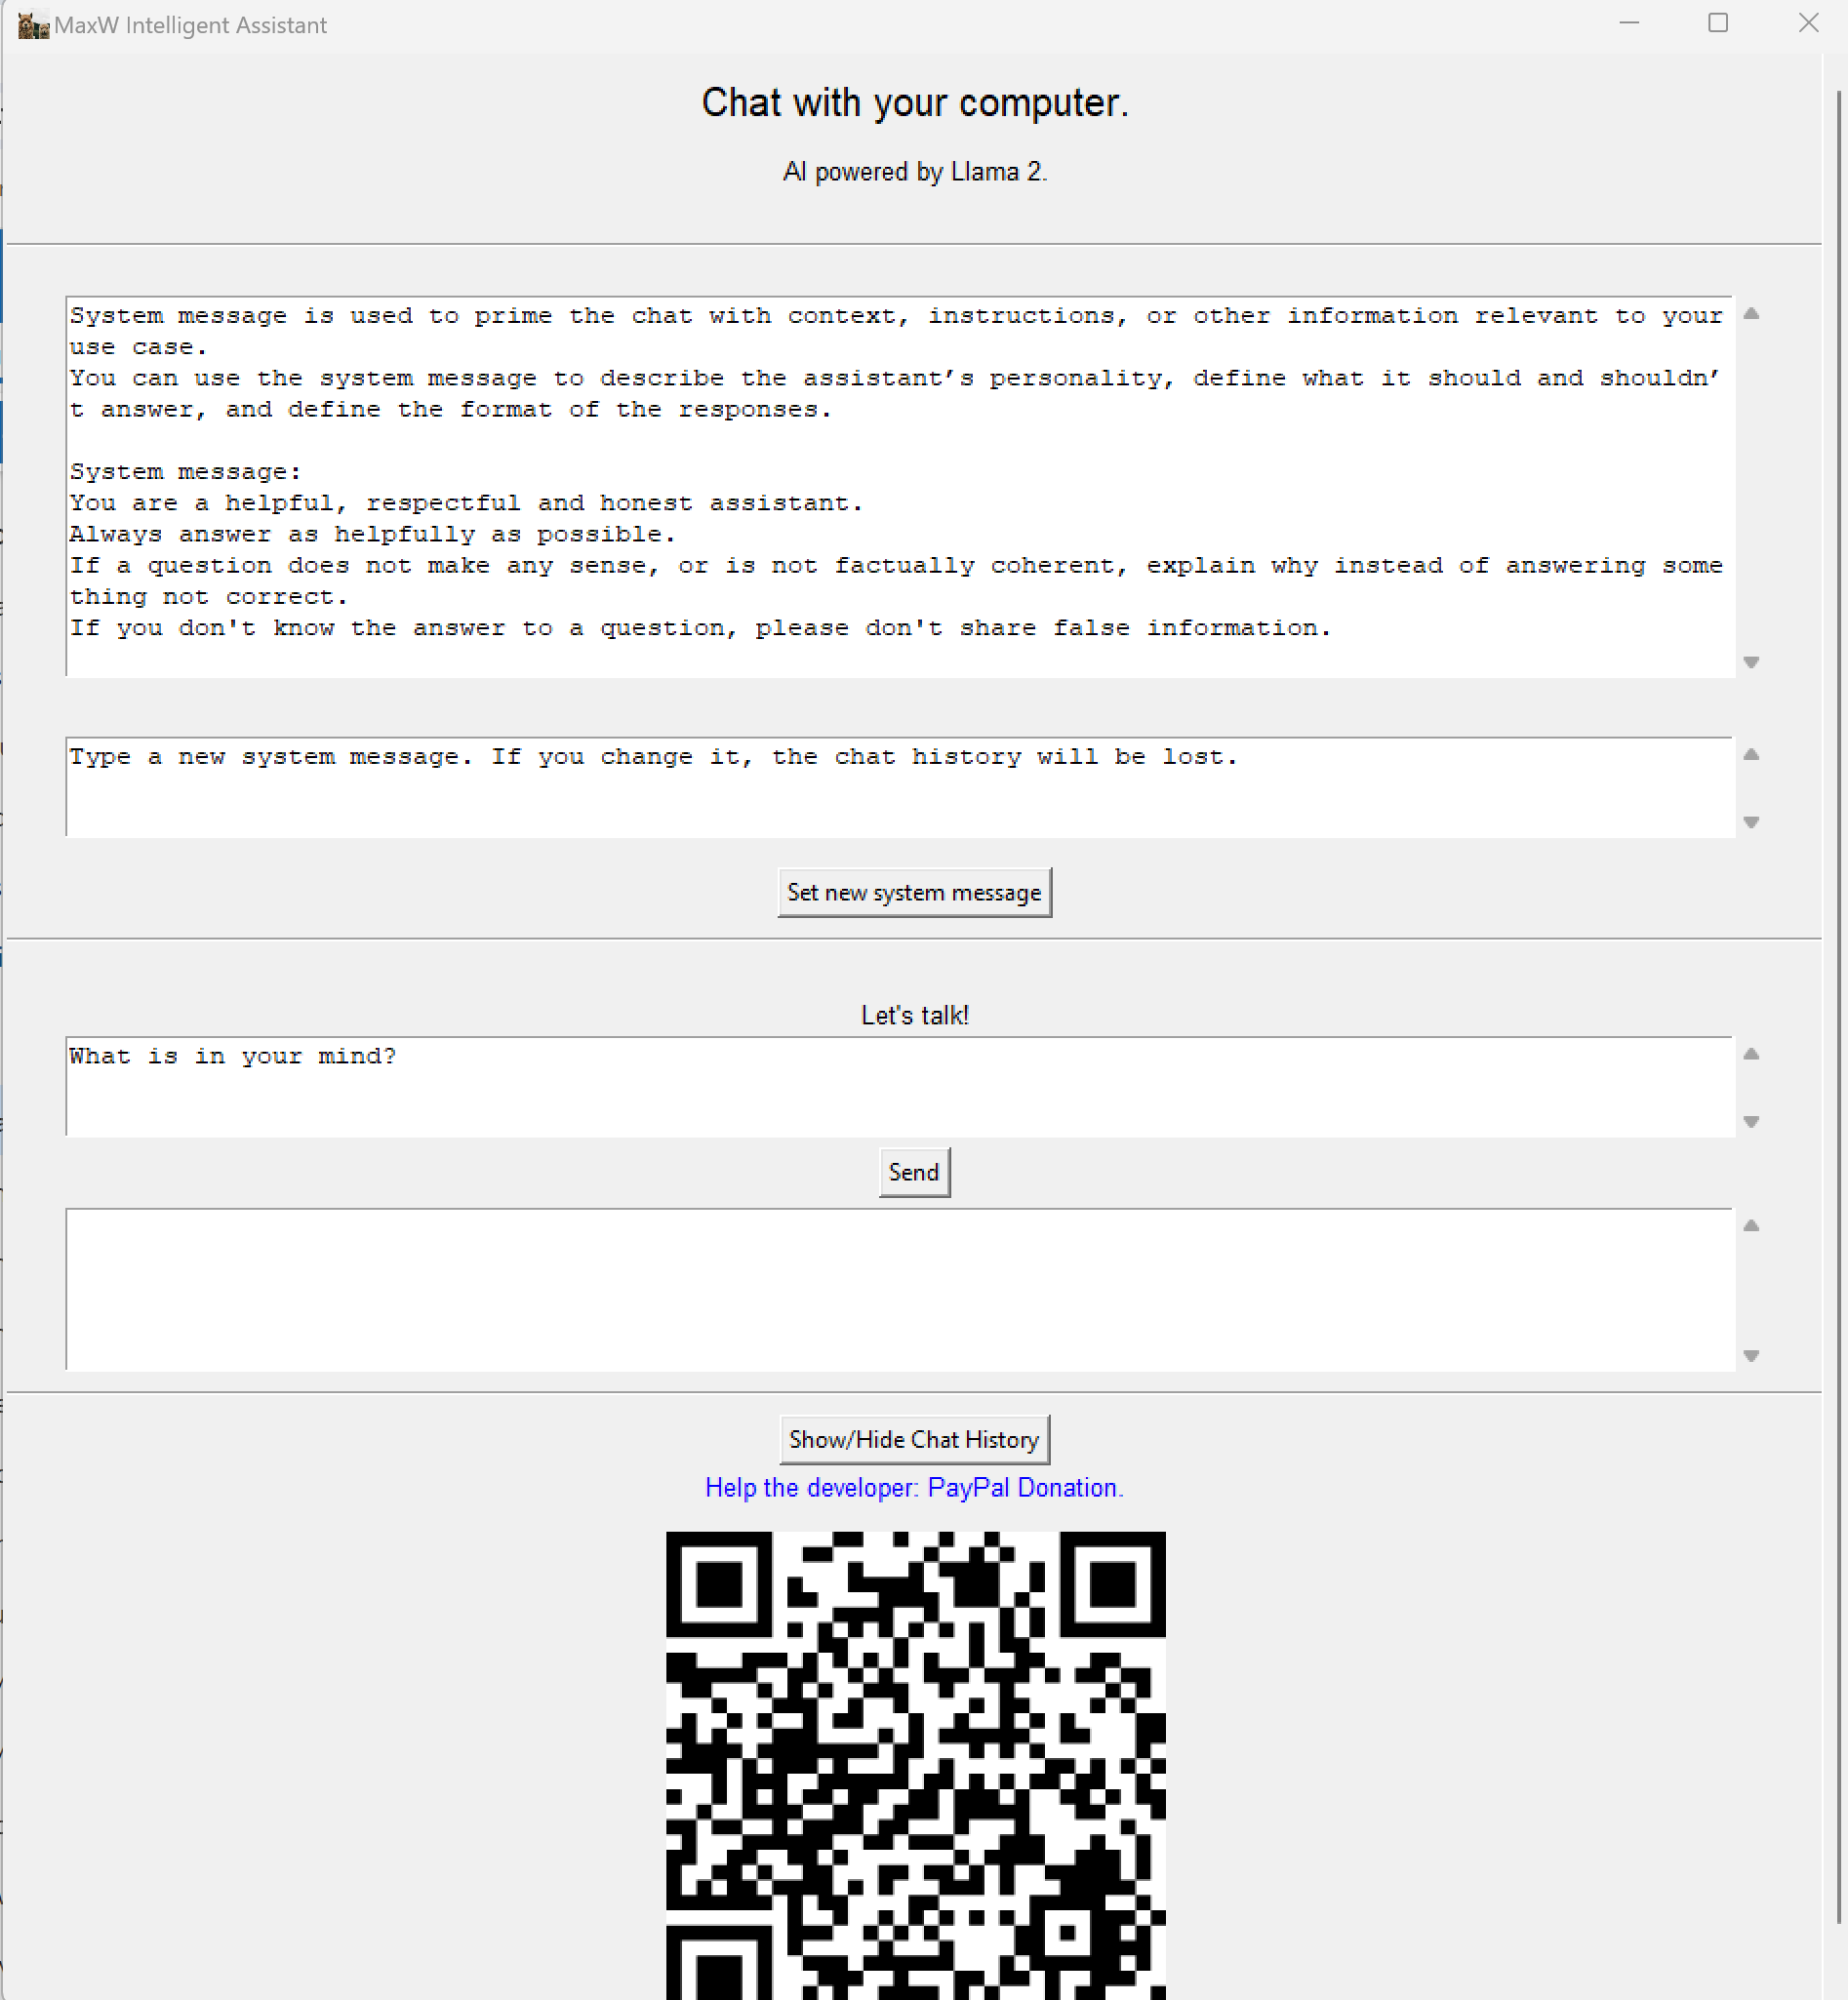 MaxW Intelligent Assistant
Chat with your computer.
AI powered by Llama 2.
System message is used to prime the chat with context, instructions, or other information relevant to your
use case.
You can use the system message to describe the assistant’s personality, define what it should and shouldn’
t answer, and define the format of the responses.
System message:
You are a helpful, respectful and honest assistant.
Always answer as helpfully as possible.
If a question does not make any sense, or is not factually coherent, explain why instead of answering some
thing not correct.
If you don't know the answer to a question, please don't share false information.
Type a new system message. If you change it, the chat history will be lost.
Set new system message
Let's talk!
What is in your mind?
Send
Show/Hide Chat History
Help the developer: PayPal Donation.